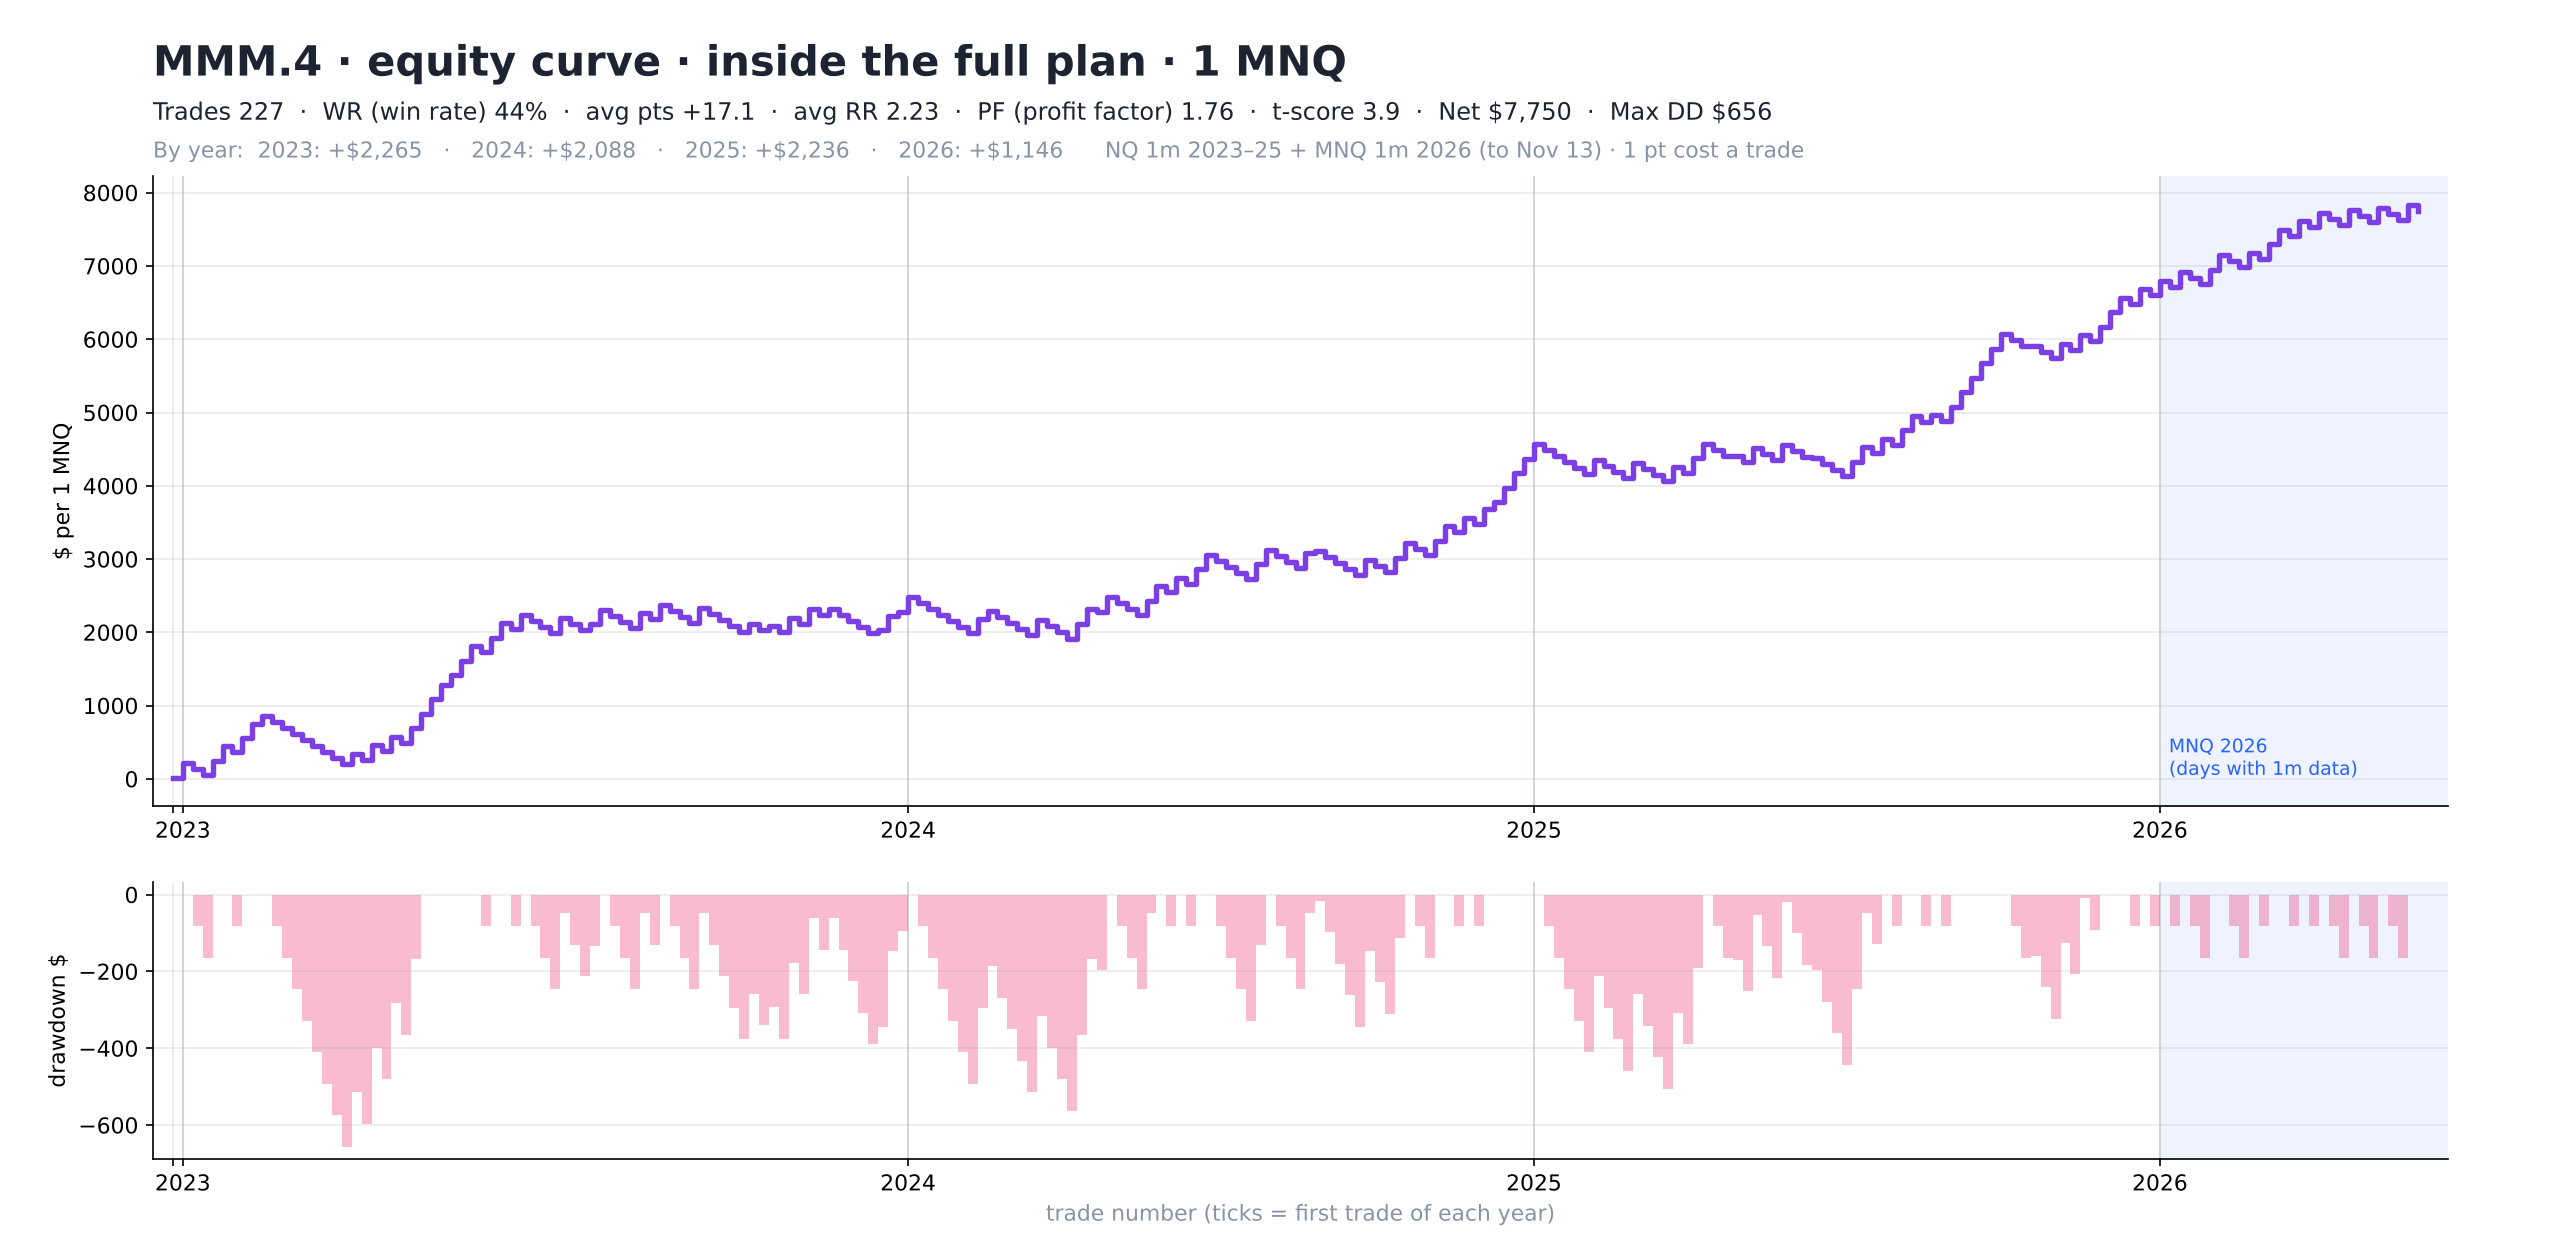 MMM.4 · equity curve · inside the full plan · 1 MNQ
Trades 227 · WR (win rate) 44% · avg pts +17.1 · avg RR 2.23 · PF (profit factor) 1.76 · t-score 3.9 · Net $7,750 · Max DD $656
By year: 2023: +$2,265 · 2024: +$2,088 · 2025: +$2,236 · 2026: +$1,146 NQ 1m 2023–25 + MNQ 1m 2026 (to Nov 13) · 1 pt cost a trade
$ per 1 MNQ
8000
7000
6000
5000
4000
3000
2000
1000
0
MNQ 2026
(days with 1m data)
2023 2024 2025 2026
drawdown $
0
−200
−400
−600
2023 2024 2025 2026
trade number (ticks = first trade of each year)